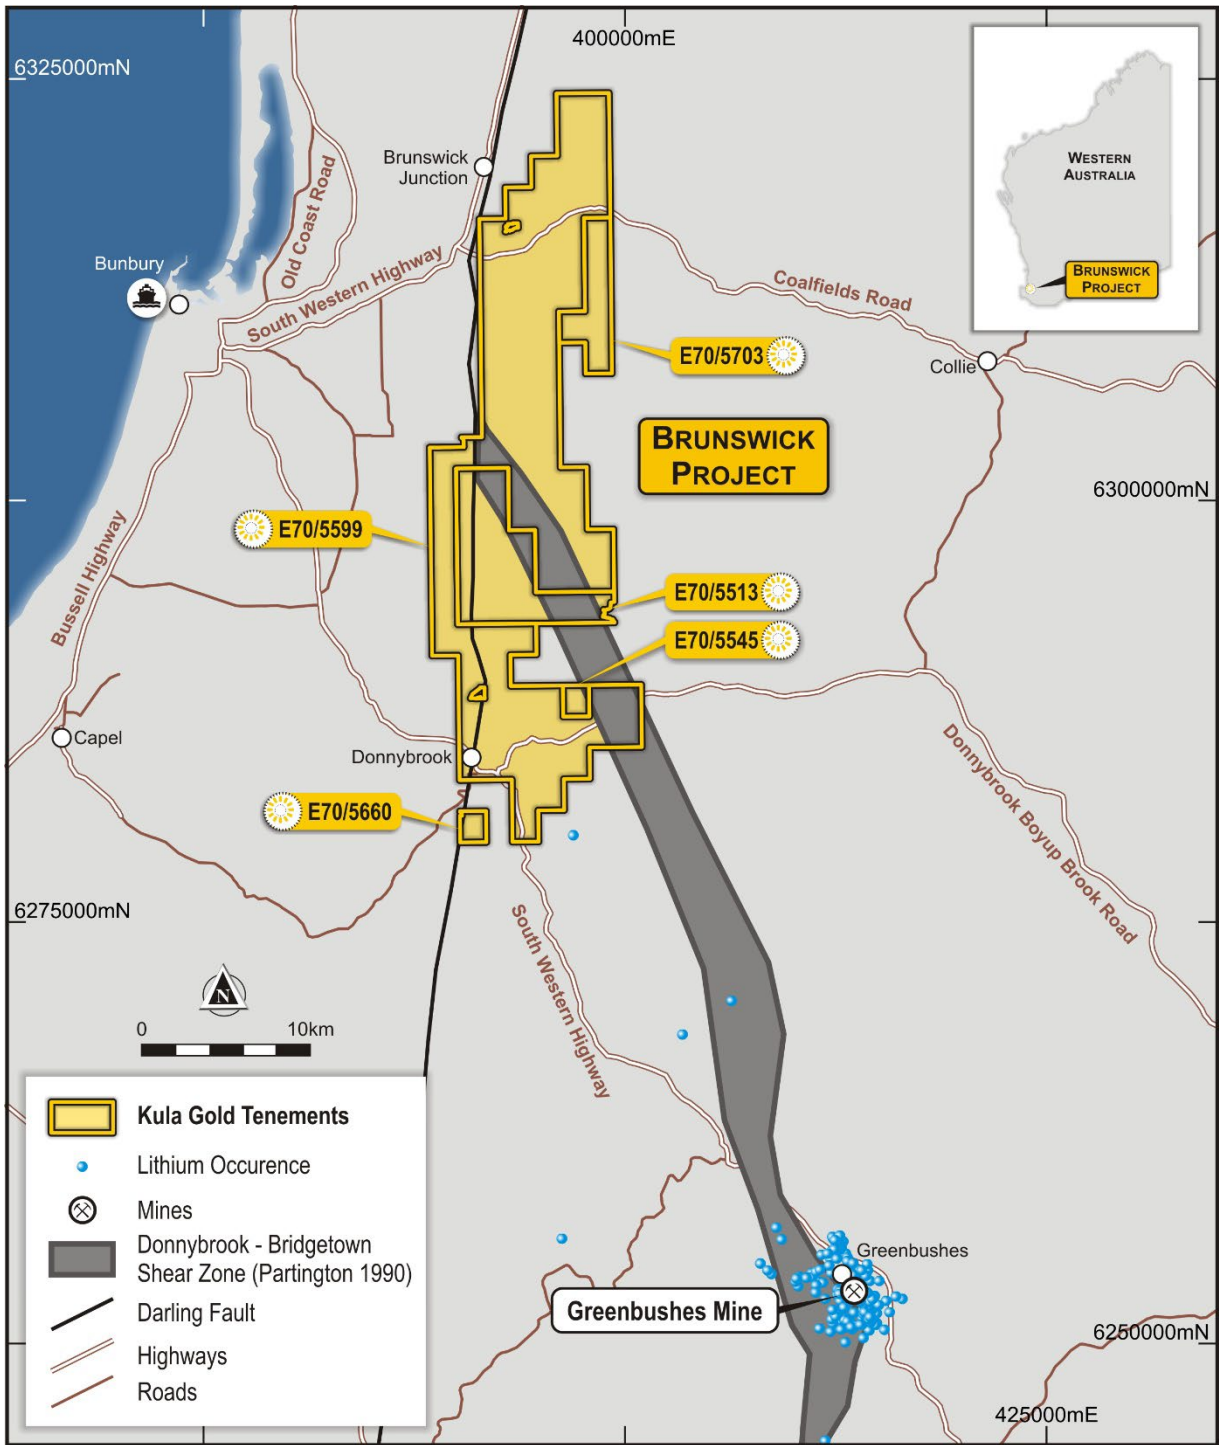 400000mE
6325000mN
Brunswick
Junction
WESTERN
AUSTRALIA
Old Coast Road
Bunbury
South Western Highway
Coalfields Road
BRUNSWICK
PROJECT
E70/5703
Collie
BRUNSWICK
PROJECT
6300000mN
E70/5599
Bussell Highway
E70/5513
E70/5545
Capel
Donnybrook
Donnybrook Boyup Brook Road
E70/5660
6275000mN
South Western Highway
N
0 10km
Kula Gold Tenements
Lithium Occurence
Mines
Donnybrook - Bridgetown
Shear Zone (Partington 1990)
Darling Fault
Highways
Roads
Greenbushes
Greenbushes Mine
6250000mN
425000mE